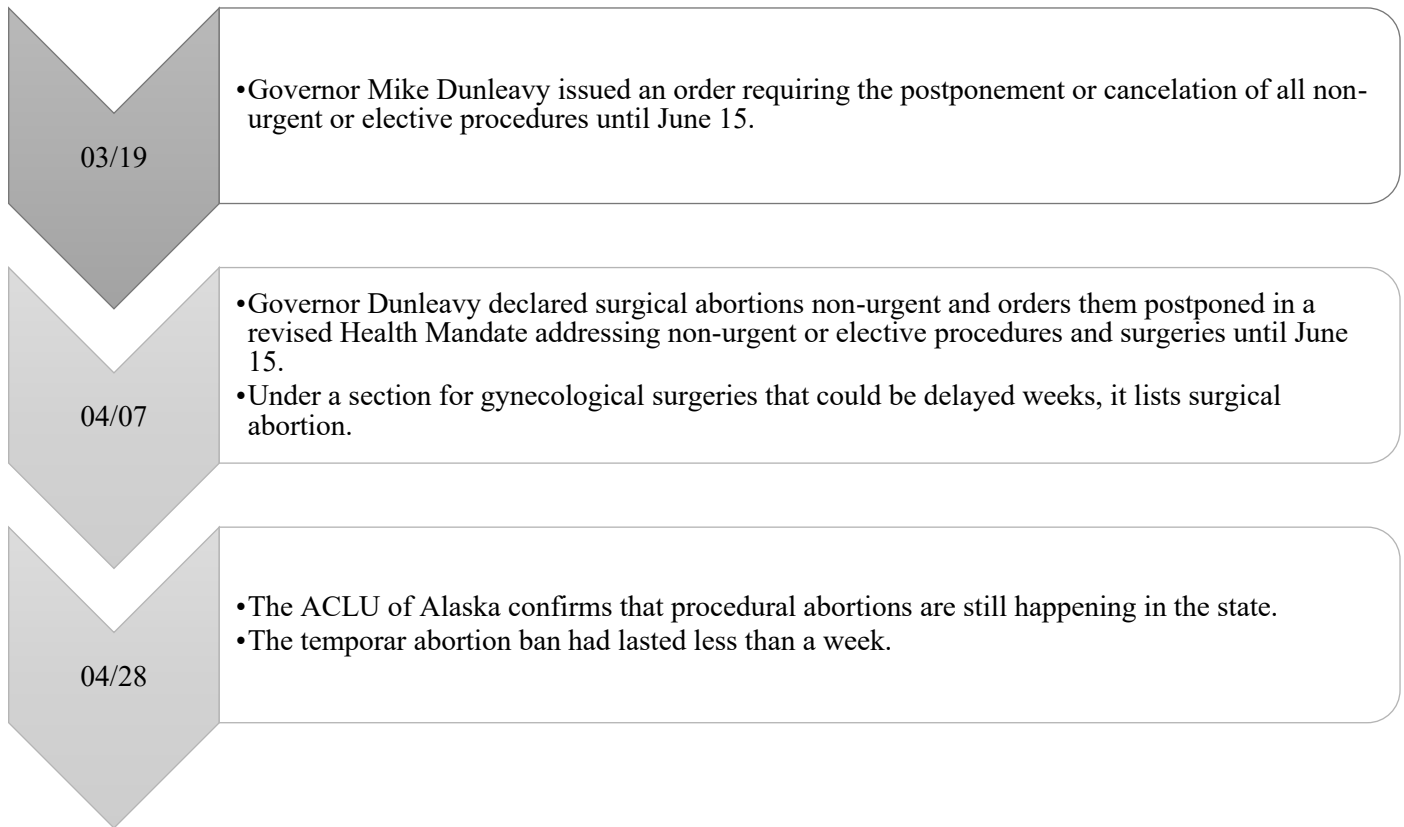 03/19
•Governor Mike Dunleavy issued an order requiring the postponement or cancelation of all non-
urgent or elective procedures until June 15.
04/07
•Governor Dunleavy declared surgical abortions non-urgent and orders them postponed in a
revised Health Mandate addressing non-urgent or elective procedures and surgeries until June
15.
•Under a section for gynecological surgeries that could be delayed weeks, it lists surgical
abortion.
04/28
•The ACLU of Alaska confirms that procedural abortions are still happening in the state.
•The temporar abortion ban had lasted less than a week.